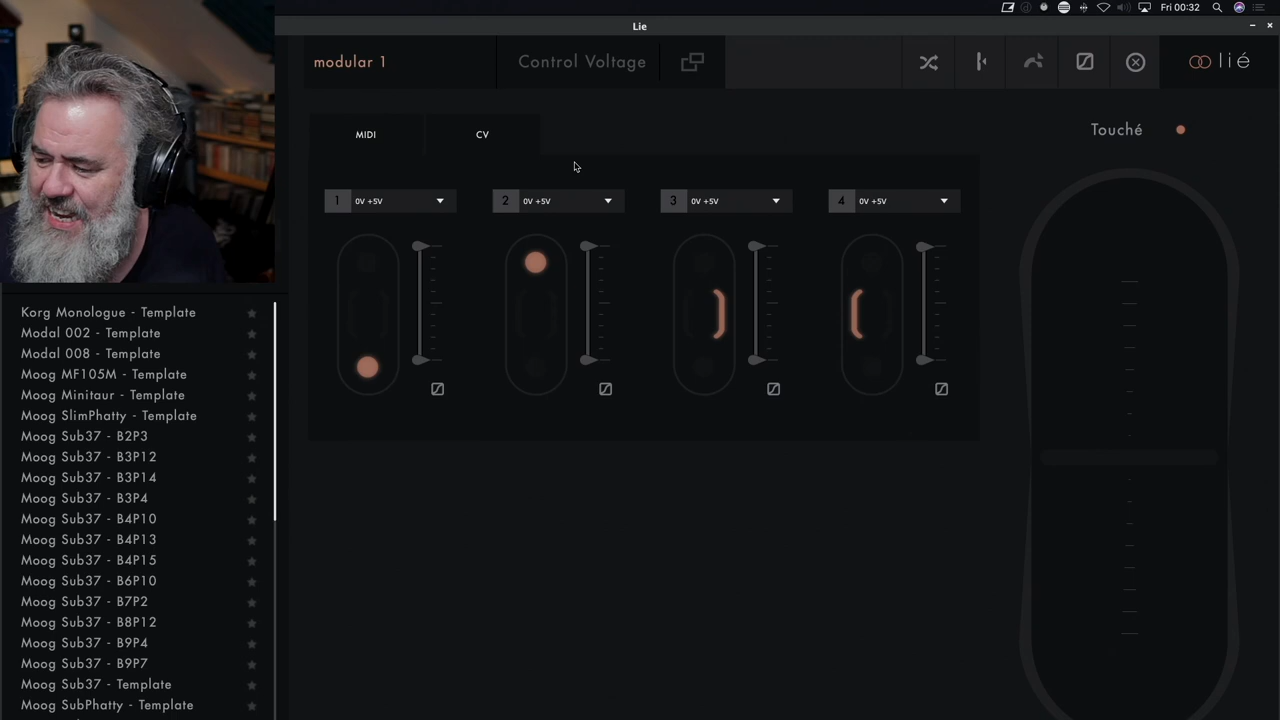 Fri 00:32
Lie
modular 1
Control Voltage
lié
MIDI
CV
Touché
1
0V +5V
2
0V +5V
3
0V +5V
4
0V +5V
Korg Monologue - Template
Modal 002 - Template
Modal 008 - Template
Moog MF105M - Template
Moog Minitaur - Template
Moog SlimPhatty - Template
Moog Sub37 - B2P3
Moog Sub37 - B3P12
Moog Sub37 - B3P14
Moog Sub37 - B3P4
Moog Sub37 - B4P10
Moog Sub37 - B4P13
Moog Sub37 - B4P15
Moog Sub37 - B6P10
Moog Sub37 - B7P2
Moog Sub37 - B8P12
Moog Sub37 - B9P4
Moog Sub37 - B9P7
Moog Sub37 - Template
Moog SubPhatty - Template